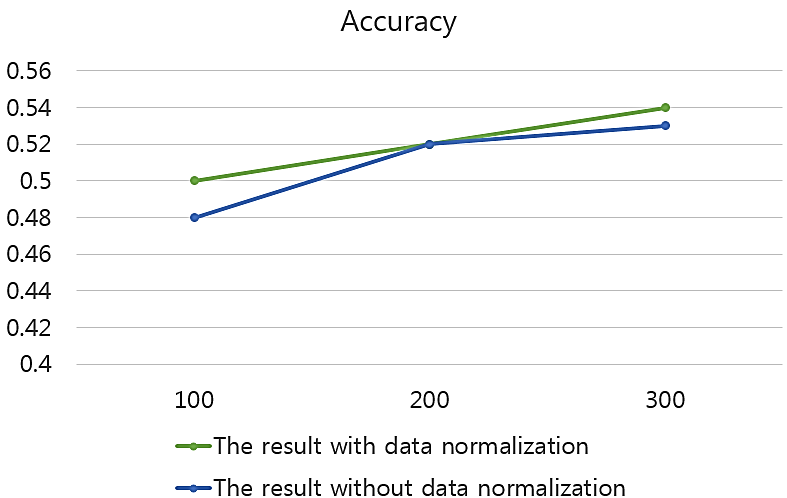 Accuracy
0.56
0.54
0.52
0.5
0.48
0.46
0.44
0.42
0.4
100 200 300
The result with data normalization
The result without data normalization